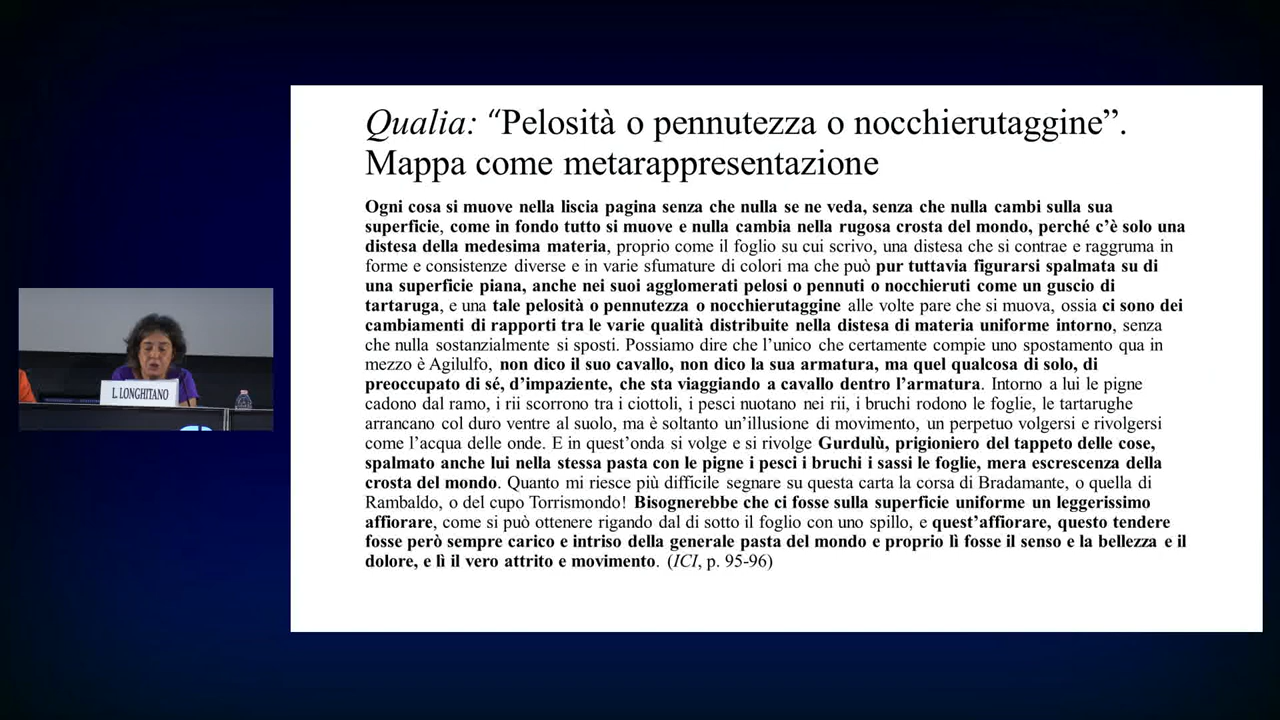 Qualia: “Pelosità o pennutezza o nocchierutaggine”.
Mappa come metarappresentazione
Ogni cosa si muove nella liscia pagina senza che nulla se ne veda, senza che nulla cambi sulla sua
superficie, come in fondo tutto si muove e nulla cambia nella rugosa crosta del mondo, perché c’è solo una
distesa della medesima materia, proprio come il foglio su cui scrivo, una distesa che si contrae e raggruma in
forme e consistenze diverse e in varie sfumature di colori ma che può pur tuttavia figurarsi spalmata su di
una superficie piana, anche nei suoi agglomerati pelosi o pennuti o nocchieruti come un guscio di
tartaruga, e una tale pelosità o pennutezza o nocchierutaggine alle volte pare che si muova, ossia ci sono dei
cambiamenti di rapporti tra le varie qualità distribuite nella distesa di materia uniforme intorno, senza
che nulla sostanzialmente si sposti. Possiamo dire che l’unico che certamente compie uno spostamento qua in
mezzo è Agilulfo, non dico il suo cavallo, non dico la sua armatura, ma quel qualcosa di solo, di
preoccupato di sé, d’impaziente, che sta viaggiando a cavallo dentro l’armatura. Intorno a lui le pigne
cadono dal ramo, i rii scorrono tra i ciottoli, i pesci nuotano nei rii, i bruchi rodono le foglie, le tartarughe
arrancano col duro ventre al suolo, ma è soltanto un’illusione di movimento, un perpetuo volgersi e rivolgersi
come l’acqua delle onde. E in quest’onda si volge e si rivolge Gurdulù, prigioniero del tappeto delle cose,
spalmato anche lui nella stessa pasta con le pigne i pesci i bruchi i sassi le foglie, mera escrescenza della
crosta del mondo. Quanto mi riesce più difficile segnare su questa carta la corsa di Bradamante, o quella di
Rambaldo, o del cupo Torrismondo! Bisognerebbe che ci fosse sulla superficie uniforme un leggerissimo
affiorare, come si può ottenere rigando dal di sotto il foglio con uno spillo, e quest’affiorare, questo tendere
fosse però sempre carico e intriso della generale pasta del mondo e proprio lì fosse il senso e la bellezza e il
dolore, e lì il vero attrito e movimento. (ICI, p. 95-96)
L. LONGHITANO